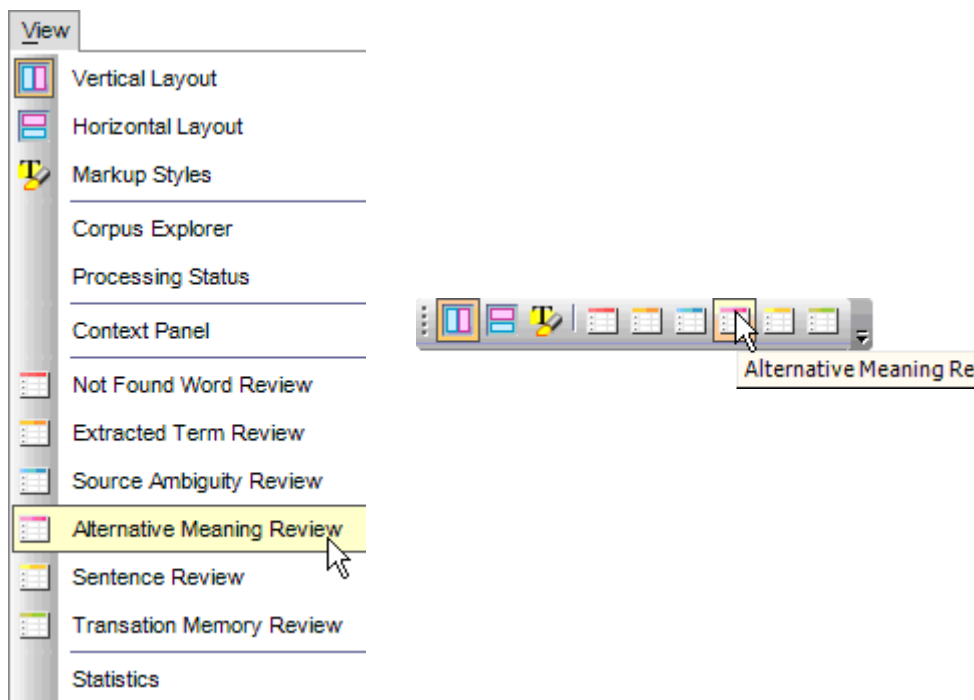 View
Vertical Layout
Horizontal Layout
Markup Styles
Corpus Explorer
Processing Status
Context Panel
Not Found Word Review
Extracted Term Review
Source Ambiguity Review
Alternative Meaning Review
Sentence Review
Transation Memory Review
Statistics
Alternative Meaning Re